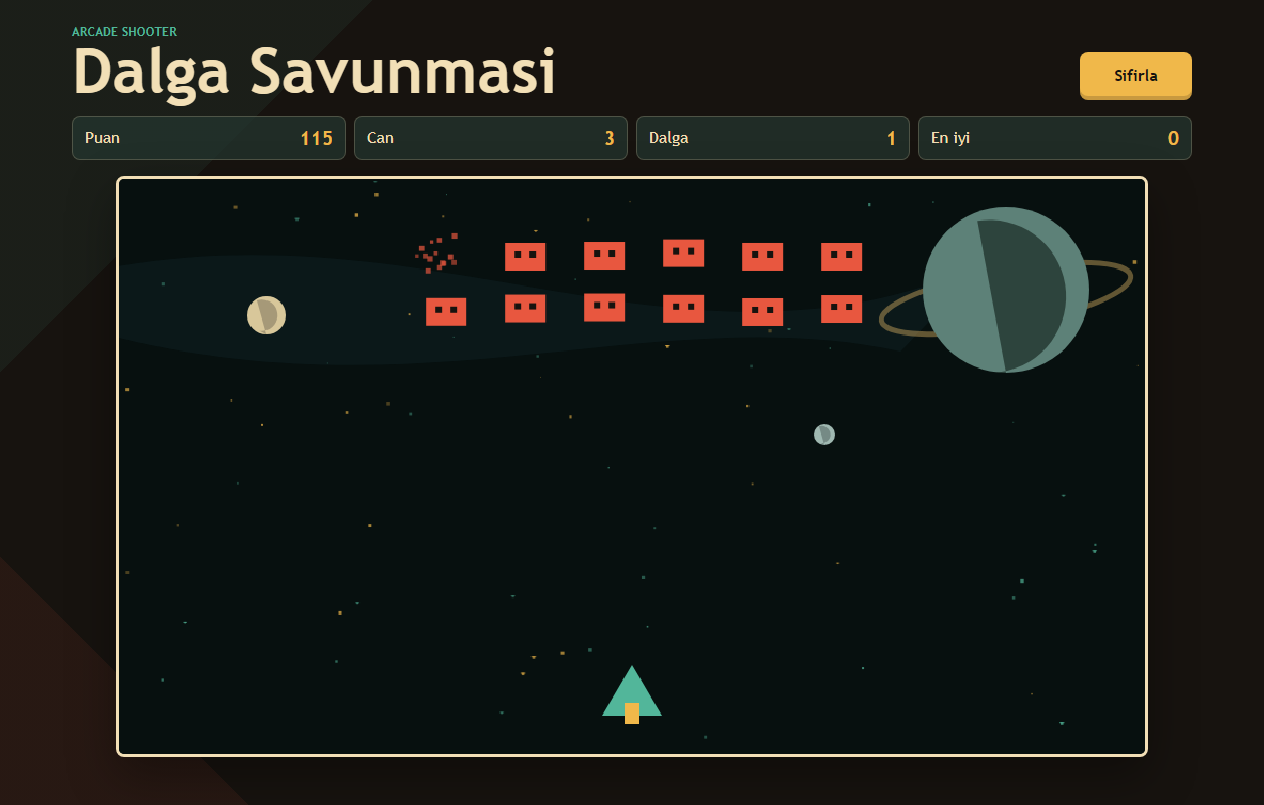 ARCADE SHOOTER
Dalga Savunmasi
Sifirla
Puan 115
Can 3
Dalga 1
En iyi 0